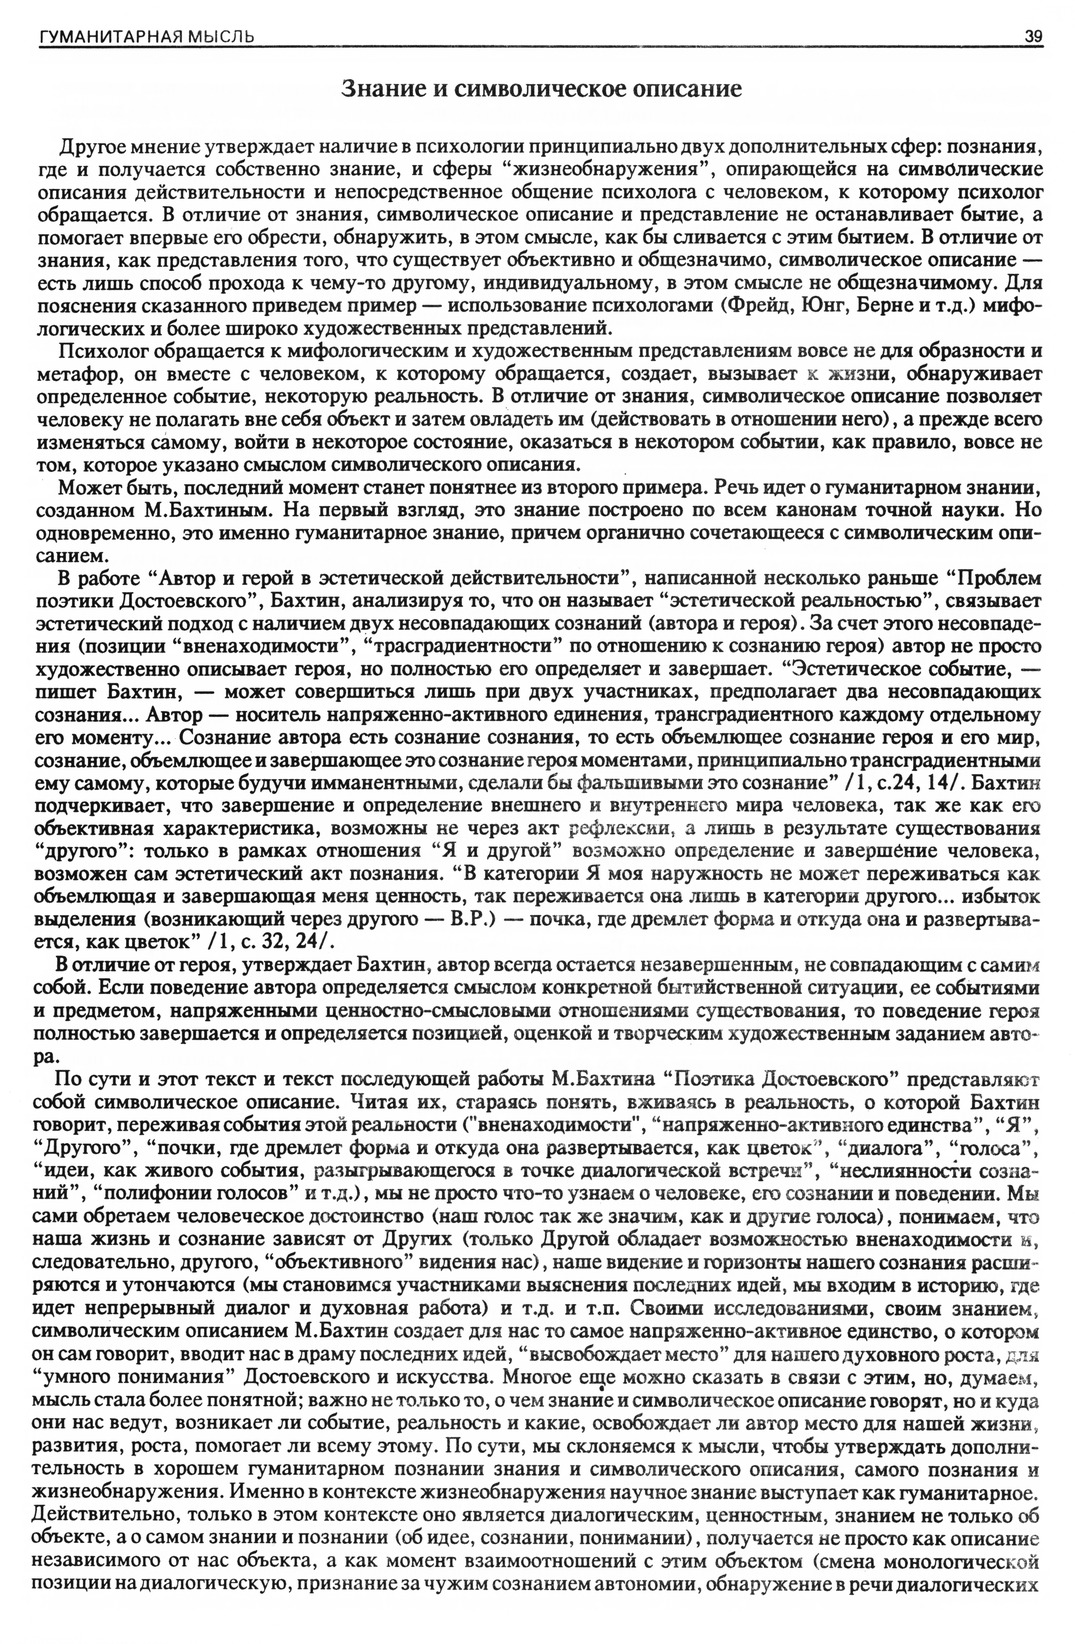 ГУМАНИТАРНАЯ МЫСЛЬ 39
Знание и символическое описание
Другое мнение утверждает наличие в психологии принципиально двух дополнительных сфер: познания,
где и получается собственно знание, и сферы “жизнеобнаружения”, опирающейся на символические
описания действительности и непосредственное общение психолога с человеком, к которому психолог
обращается. В отличие от знания, символическое описание и представление не останавливает бытие, а
помогает впервые его обрести, обнаружить, в этом смысле, как бы сливается с этим бытием. В отличие от
знания, как представления того, что существует объективно и общезначимо, символическое описание —
есть лишь способ прохода к чему-то другому, индивидуальному, в этом смысле не общезначимому. Для
пояснения сказанного приведем пример — использование психологами (Фрейд, Юнг, Берне и т.д.) мифо-
логических и более широко художественных представлений.
Психолог обращается к мифологическим и художественным представлениям вовсе не для образности и
метафор, он вместе с человеком, к которому обращается, создает, вызывает к жизни, обнаруживает
определенное событие, некоторую реальность. В отличие от знания, символическое описание позволяет
человеку не полагать вне себя объект и затем овладеть им (действовать в отношении него), а прежде всего
изменяться самому, войти в некоторое состояние, оказаться в некотором событии, как правило, вовсе не
том, которое указано смыслом символического описания.
Может быть, последний момент станет понятнее из второго примера. Речь идет о гуманитарном знании,
созданном М.Бахтиным. На первый взгляд, это знание построено по всем канонам точной науки. Но
одновременно, это именно гуманитарное знание, причем органично сочетающееся с символическим опи-
санием.
В работе “Автор и герой в эстетической действительности”, написанной несколько раньше “Проблем
поэтики Достоевского”, Бахтин, анализируя то, что он называет “эстетической реальностью”, связывает
эстетический подход с наличием двух несовпадающих сознаний (автора и героя). За счет этого несовпаде-
ния (позиции “вненаходимости”, “трасградиентности” по отношению к сознанию героя) автор не просто
художественно описывает героя, но полностью его определяет и завершает. “Эстетическое событие, —
пишет Бахтин, — может совершиться лишь при двух участниках, предполагает два несовпадающих
сознания... Автор — носитель напряженно-активного единения, трансградиентного каждому отдельному
его моменту... Сознание автора есть сознание сознания, то есть объемлющее сознание героя и его мир,
сознание, объемлющее и завершающее это сознание героя моментами, принципиально трансградиентными
ему самому, которые будучи имманентными, сделали бы фальшивыми это сознание” /1, с.24, 14/. Бахтин
подчеркивает, что завершение и определение внешнего и внутреннего мира человека, так же как его
объективная характеристика, возможны не через акт рефлексии, а лишь в результате существования
“другого”: только в рамках отношения “Я и другой” возможно определение и завершение человека,
возможен сам эстетический акт познания. “В категории Я моя наружность не может переживаться как
объемлющая и завершающая меня ценность, так переживается она лишь в категории другого... избыток
выделения (возникающий через другого — В.Р.) — почка, где дремлет форма и откуда она и развертыва-
ется, как цветок” /1, с. 32, 24/.
В отличие от героя, утверждает Бахтин, автор всегда остается незавершенным, не совпадающим с самим
собой. Если поведение автора определяется смыслом конкретной бытийственной ситуации, ее событиями
и предметом, напряженными ценностно-смысловыми отношениями существования, то поведение героя
полностью завершается и определяется позицией, оценкой и творческим художественным заданием авто-
ра.
По сути и этот текст и текст последующей работы М.Бахтина “Поэтика Достоевского” представляют
собой символическое описание. Читая их, стараясь понять, вживаясь в реальность, о которой Бахтин
говорит, переживая события этой реальности ("вненаходимости", “напряженно-активного единства”, “Я”,
“Другого”, “почки, где дремлет форма и откуда она развертывается, как цветок”, “диалога”, “голоса”,
“идеи, как живого события, разыгрывающегося в точке диалогической встречи”, “неслиянности созна-
ний”, “полифонии голосов” и т.д.), мы не просто что-то узнаем о человеке, его сознании и поведении. Мы
сами обретаем человеческое достоинство (наш голос так же значим, как и другие голоса), понимаем, что
наша жизнь и сознание зависят от Других (только Другой обладает возможностью вненаходимости и,
следовательно, другого, “объективного” видения нас), наше видение и горизонты нашего сознания расши-
ряются и утончаются (мы становимся участниками выяснения последних идей, мы входим в историю, где
идет непрерывный диалог и духовная работа) и т.д. и т.п. Своими исследованиями, своим знанием,
символическим описанием М.Бахтин создает для нас то самое напряженно-активное единство, о котором
он сам говорит, вводит нас в драму последних идей, “высвобождает место” для нашего духовного роста, для
“умного понимания” Достоевского и искусства. Многое еще можно сказать в связи с этим, но, думаем,
мысль стала более понятной; важно не только то, о чем знание и символическое описание говорят, но и куда
они нас ведут, возникает ли событие, реальность и какие, освобождает ли автор место для нашей жизни,
развития, роста, помогает ли всему этому. По сути, мы склоняемся к мысли, чтобы утверждать дополни-
тельность в хорошем гуманитарном познании знания и символического описания, самого познания и
жизнеобнаружения. Именно в контексте жизнеобнаружения научное знание выступает как гуманитарное.
Действительно, только в этом контексте оно является диалогическим, ценностным, знанием не только об
объекте, а о самом знании и познании (об идее, сознании, понимании), получается не просто как описание
независимого от нас объекта, а как момент взаимоотношений с этим объектом (смена монологической
позиции на диалогическую, признание за чужим сознанием автономии, обнаружение в речи диалогических